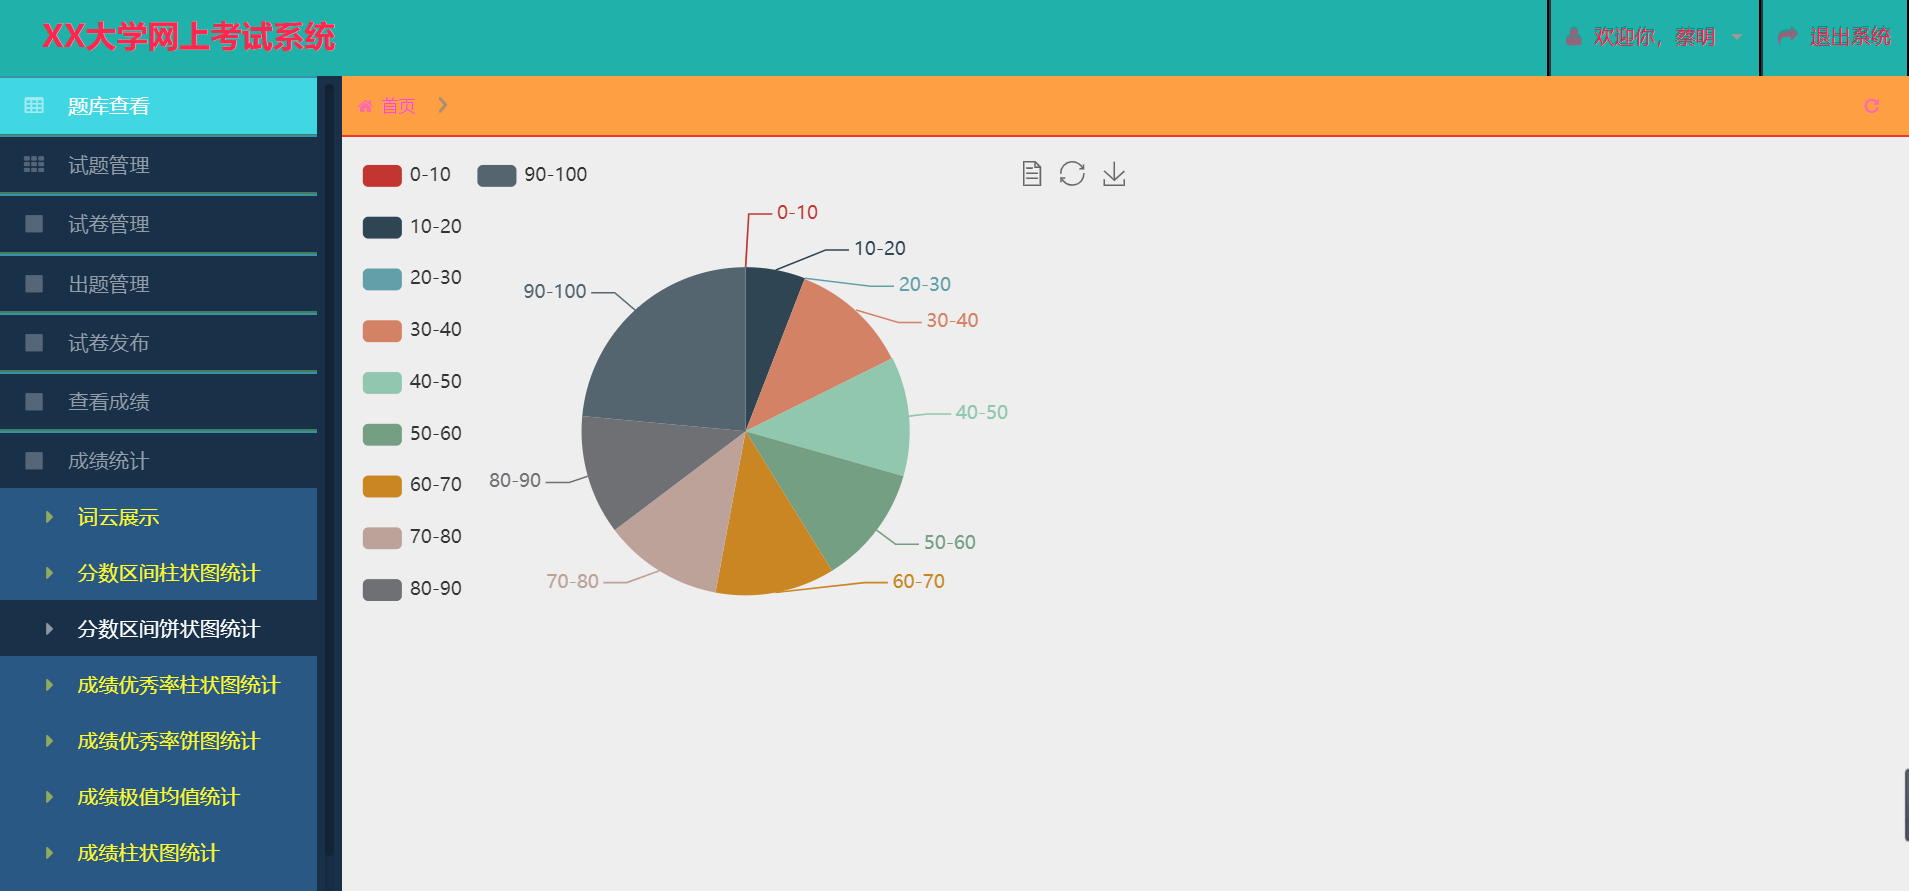 XX大学网上考试系统
欢迎你，蔡明
退出系统
题库查看
试题管理
试卷管理
出题管理
试卷发布
查看成绩
成绩统计
词云展示
分数区间柱状图统计
分数区间饼状图统计
成绩优秀率柱状图统计
成绩优秀率饼图统计
成绩极值均值统计
成绩柱状图统计
首页
0-10
90-100
10-20
20-30
30-40
40-50
50-60
60-70
70-80
80-90
0-10
10-20
20-30
30-40
40-50
50-60
60-70
70-80
80-90
90-100